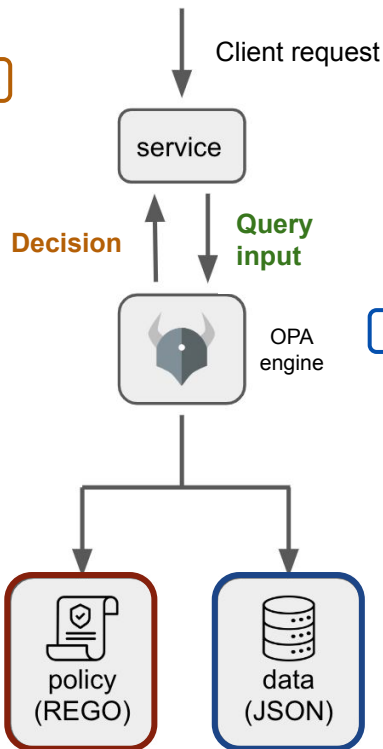 Client request
service
Decision
Query
input
OPA
engine
policy
(REGO)
data
(JSON)